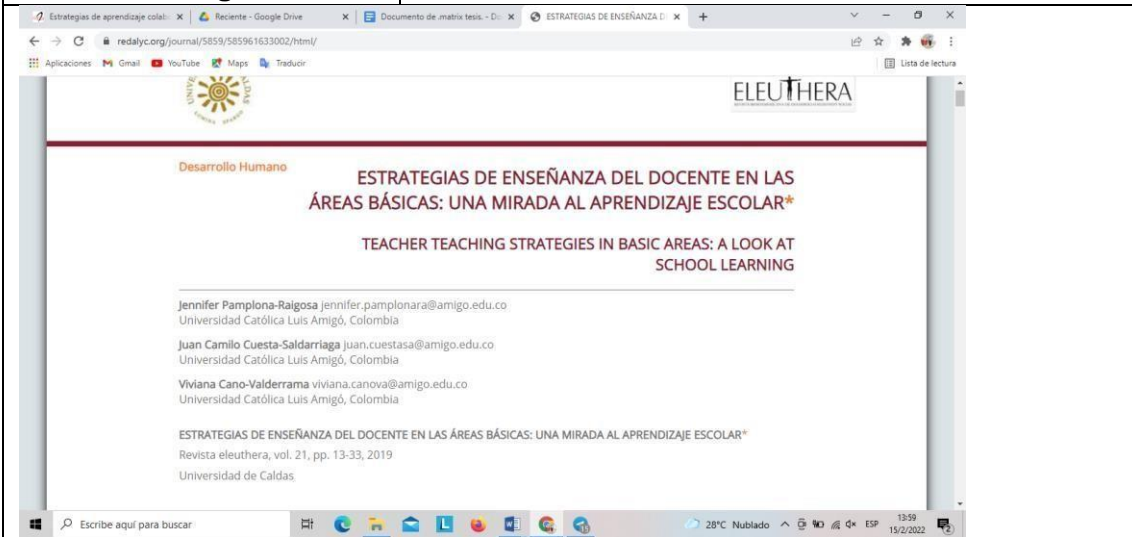 Estrategias de aprendizaje colab
Reciente - Google Drive
Documento de .matrix tesis. - Do
ESTRATEGIAS DE ENSEÑANZA D
redalyc.org/journal/5859/585961633002/html/
Aplicaciones
Gmail
YouTube
Maps
Traducir
Lista de lectura
ELEUTHERA
Desarrollo Humano
ESTRATEGIAS DE ENSEÑANZA DEL DOCENTE EN LAS
ÁREAS BÁSICAS: UNA MIRADA AL APRENDIZAJE ESCOLAR*
TEACHER TEACHING STRATEGIES IN BASIC AREAS: A LOOK AT
SCHOOL LEARNING
Jennifer Pamplona-Raigosa jennifer.pamplonara@amigo.edu.co
Universidad Católica Luis Amigó, Colombia
Juan Camilo Cuesta-Saldarriaga juan.cuestasa@amigo.edu.co
Universidad Católica Luis Amigó, Colombia
Viviana Cano-Valderrama viviana.canova@amigo.edu.co
Universidad Católica Luis Amigó, Colombia
ESTRATEGIAS DE ENSEÑANZA DEL DOCENTE EN LAS ÁREAS BÁSICAS: UNA MIRADA AL APRENDIZAJE ESCOLAR*
Revista eleuthera, vol. 21, pp. 13-33, 2019
Universidad de Caldas
Escribe aquí para buscar
28°C Nublado
ESP
13:59
15/2/2022
2